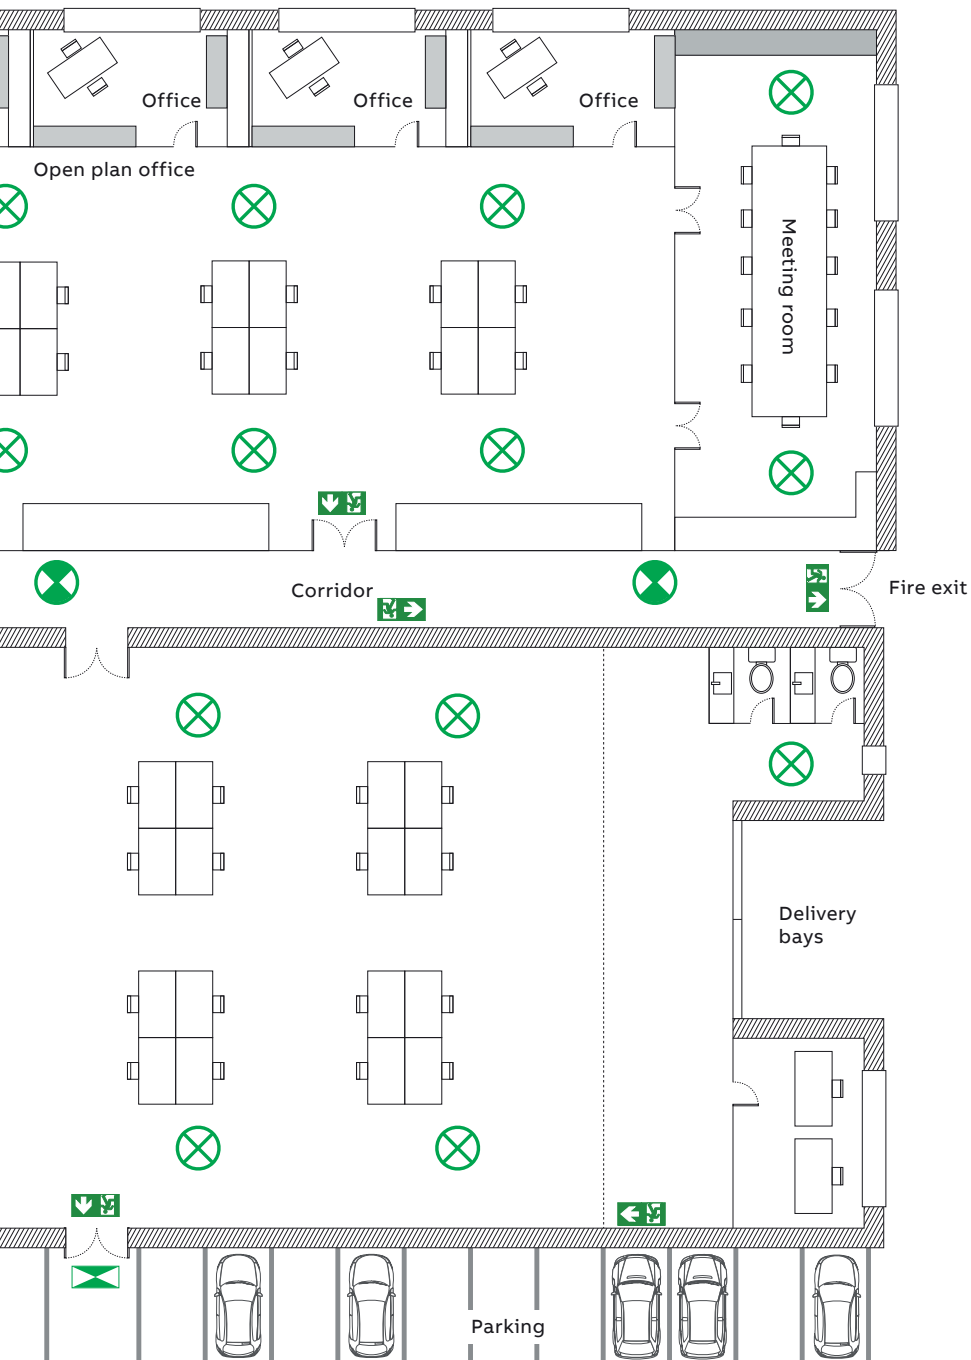 Office
Office
Office
Open plan office
Meeting room
Corridor
Fire exit
Delivery
bays
Parking